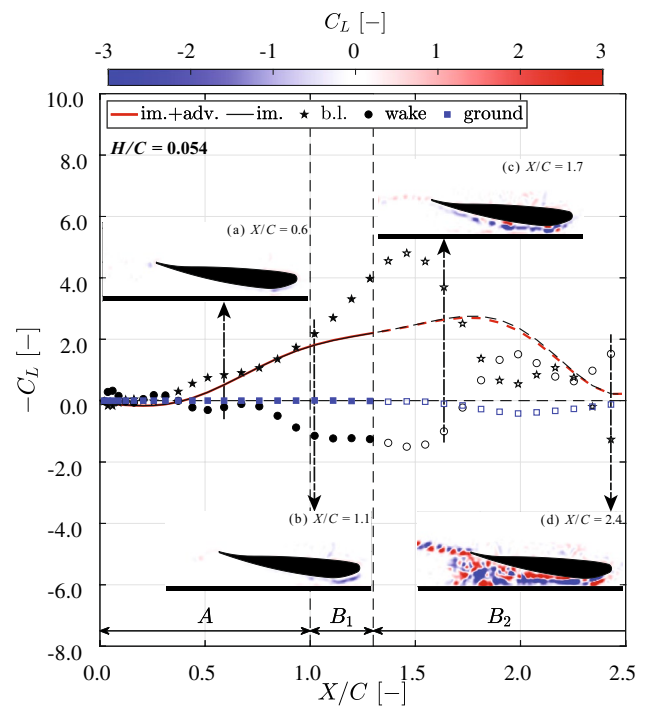 C_L [−]
-3 -2 -1 0 1 2 3
10.0
im.+adv. im. b.l. wake ground
H/C = 0.054
8.0
(c) X/C = 1.7
6.0
(a) X/C = 0.6
4.0
2.0
−C_L [−]
0.0
-2.0
-4.0
(b) X/C = 1.1
(d) X/C = 2.4
-6.0
A B_1 B_2
-8.0
0.0 0.5 1.0 1.5 2.0 2.5
X/C [−]